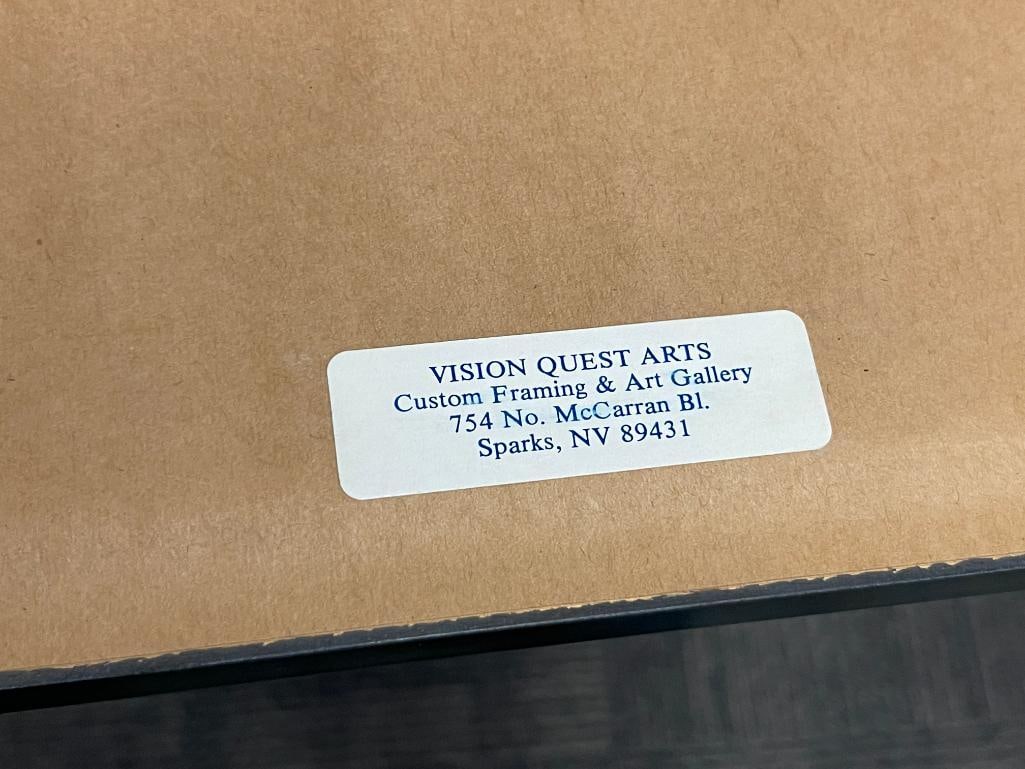 VISION QUEST ARTS
Custom Framing & Art Gallery
754 No. McCarran Bl.
Sparks, NV 89431